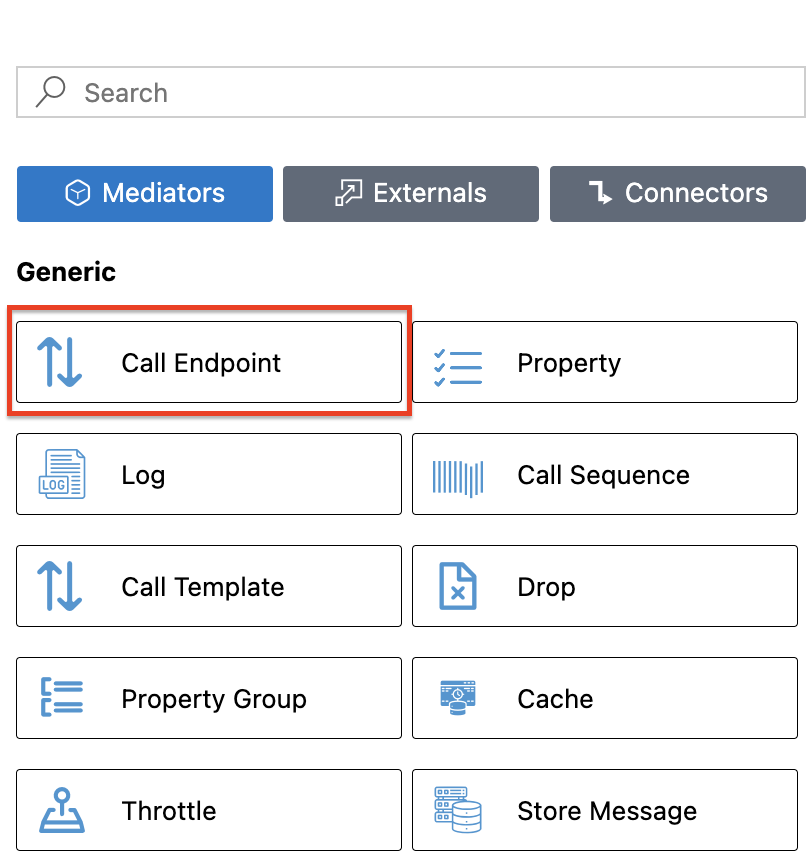 Search
Mediators
Externals
Connectors
Generic
Call Endpoint
Property
LOG
Log
Call Sequence
Call Template
Drop
Property Group
Cache
Throttle
Store Message